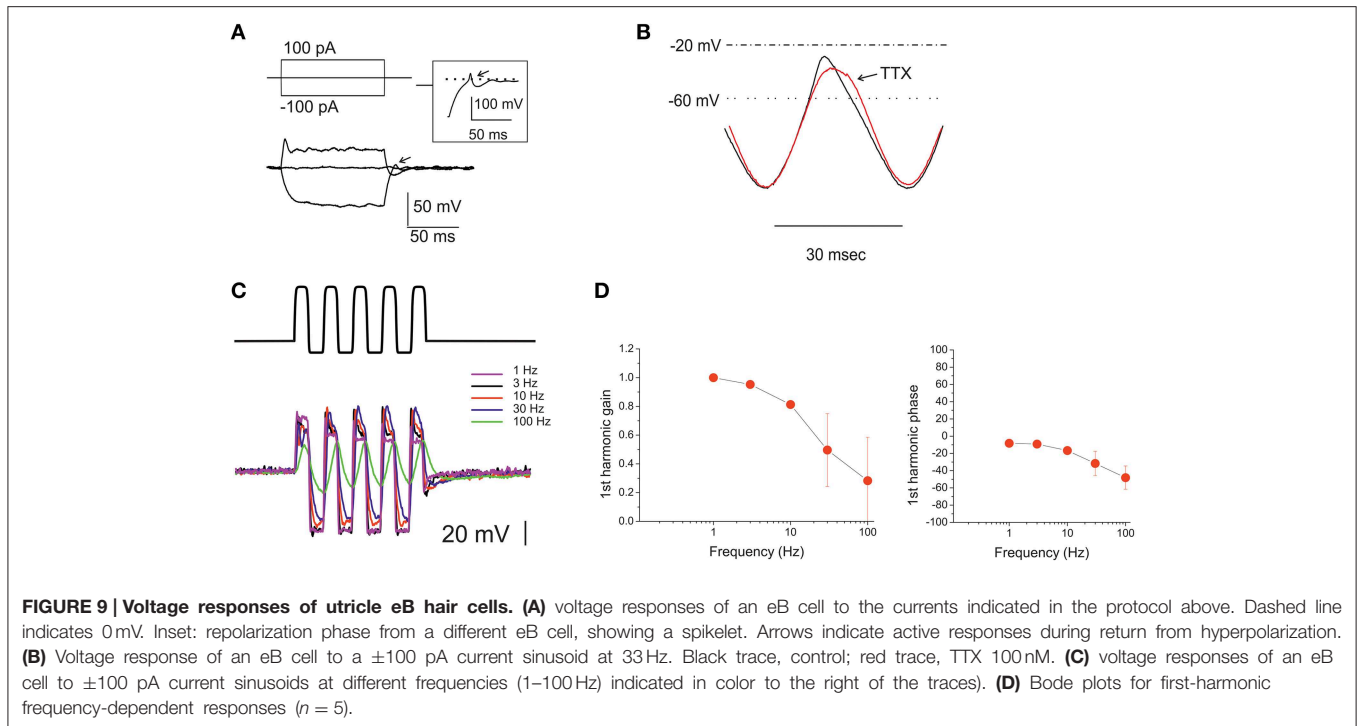 A
100 pA
-100 pA
100 mV
50 ms
50 mV
50 ms
B
-20 mV
TTX
-60 mV
30 msec
C
1 Hz
3 Hz
10 Hz
30 Hz
100 Hz
20 mV
D
1st harmonic gain
1.2
1.0
0.8
0.6
0.4
0.2
0.0
1
10
100
Frequency (Hz)
1st harmonic phase
100
80
60
40
20
0
-20
-40
-60
-80
-100
1
10
100
Frequency (Hz)
FIGURE 9 | Voltage responses of utricle eB hair cells. (A) voltage responses of an eB cell to the currents indicated in the protocol above. Dashed line
indicates 0 mV. Inset: repolarization phase from a different eB cell, showing a spikelet. Arrows indicate active responses during return from hyperpolarization.
(B) Voltage response of an eB cell to a ±100 pA current sinusoid at 33 Hz. Black trace, control; red trace, TTX 100 nM. (C) voltage responses of an eB
cell to ±100 pA current sinusoids at different frequencies (1–100 Hz) indicated in color to the right of the traces). (D) Bode plots for first-harmonic
frequency-dependent responses (n = 5).